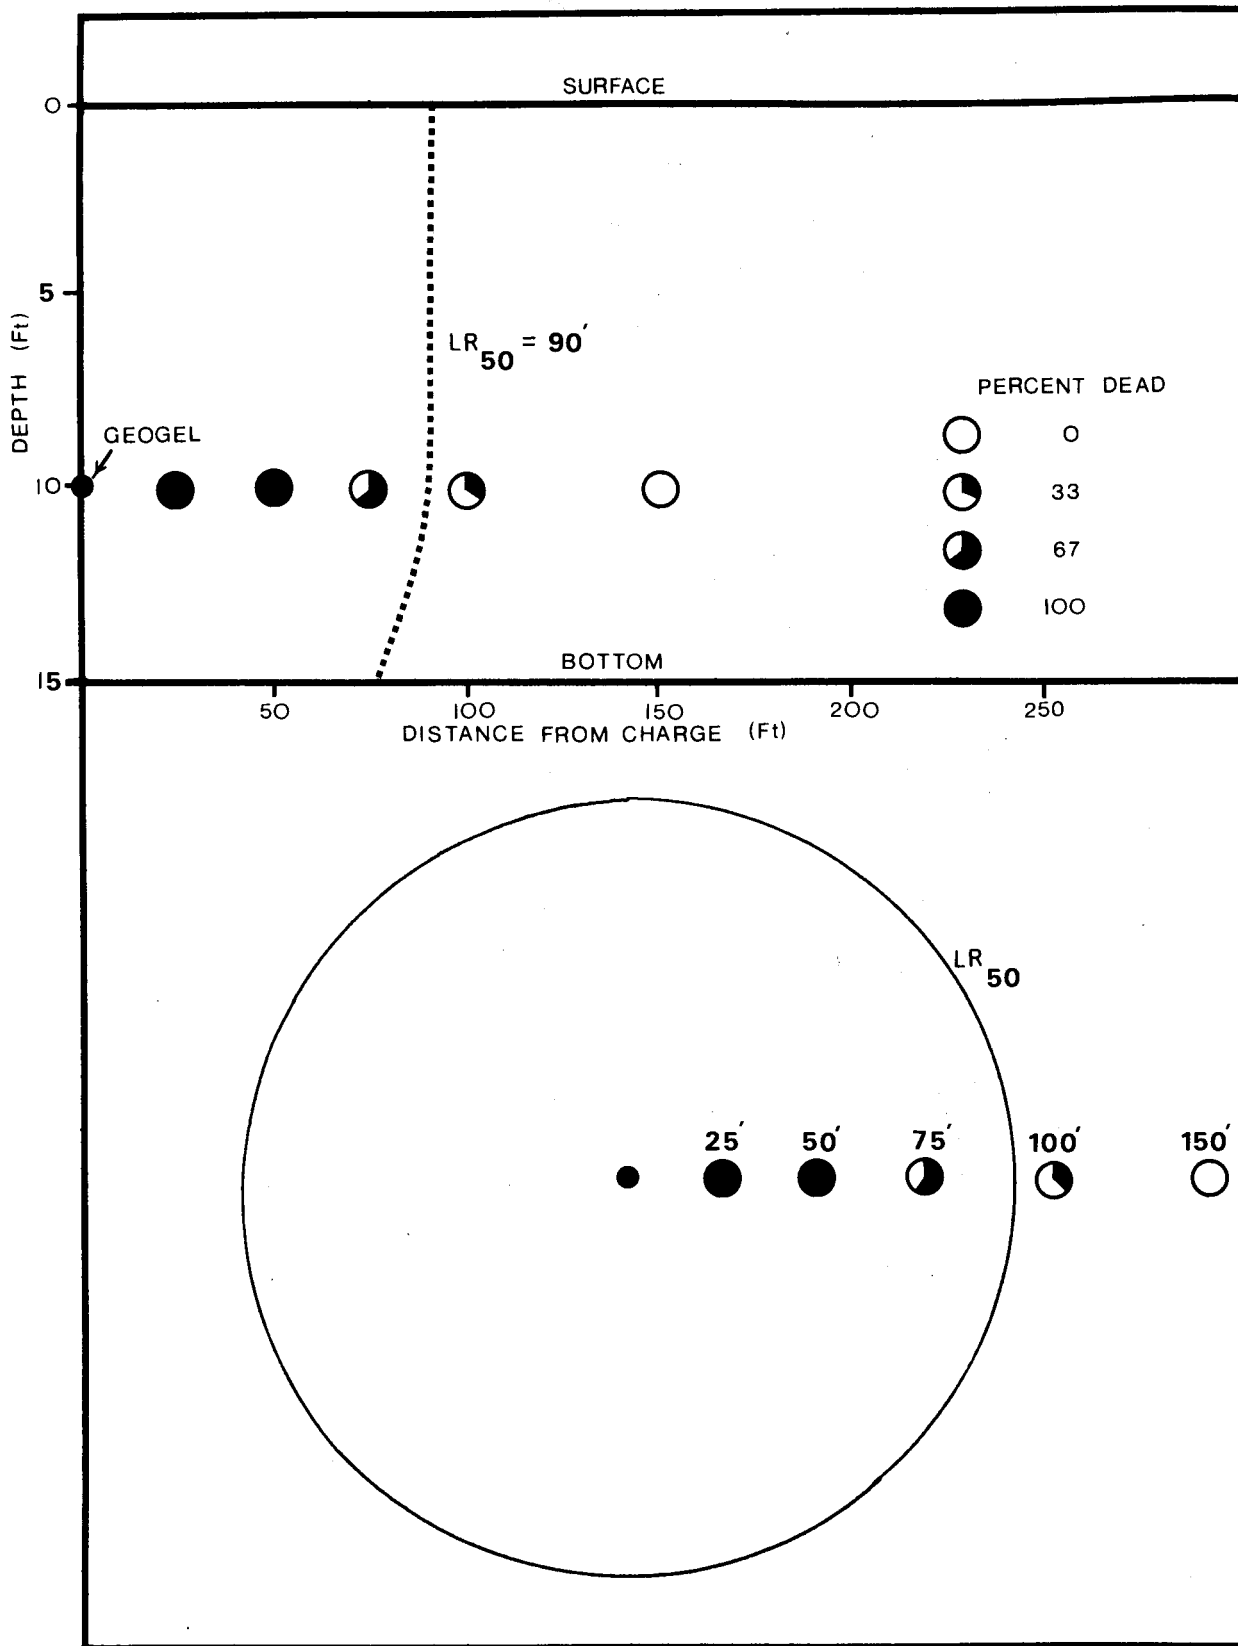 SURFACE
0
5
LR50 = 90′
DEPTH (Ft)
PERCENT DEAD
GEOGEL
0
10
33
67
100
BOTTOM
15
50 100 150 200 250
DISTANCE FROM CHARGE (Ft)
LR50
25′ 50′ 75′ 100′ 150′